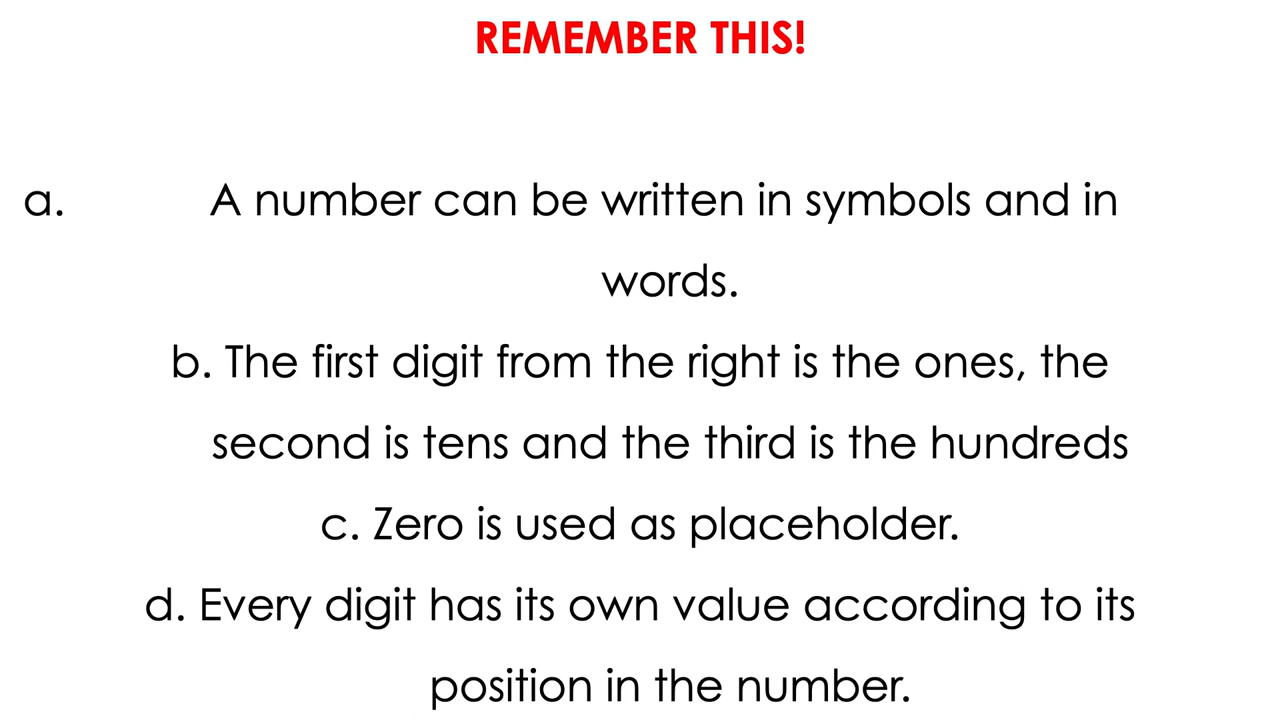 REMEMBER THIS!
a. A number can be written in symbols and in
words.
b. The first digit from the right is the ones, the
second is tens and the third is the hundreds
c. Zero is used as placeholder.
d. Every digit has its own value according to its
position in the number.